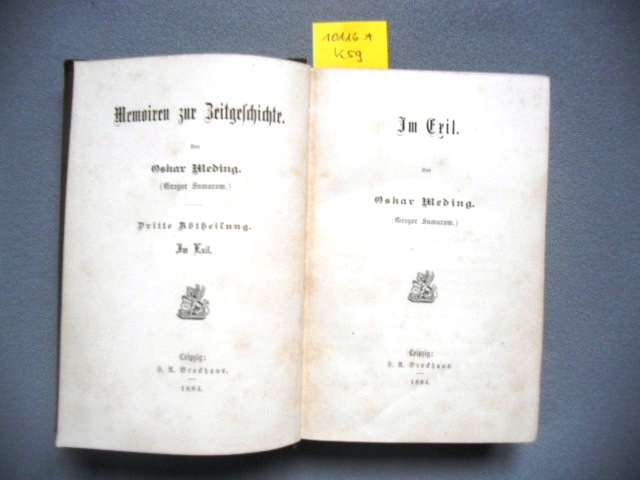 10116 A
K59
Memoiren zur Zeitgeschichte.
Von
Oskar Meding.
(Gregor Samarow.)
Dritte Abtheilung.
Im Exil.
Leipzig:
F. A. Brockhaus.
1884.
Im Exil.
Von
Oskar Meding.
(Gregor Samarow.)
Leipzig:
F. A. Brockhaus.
1884.